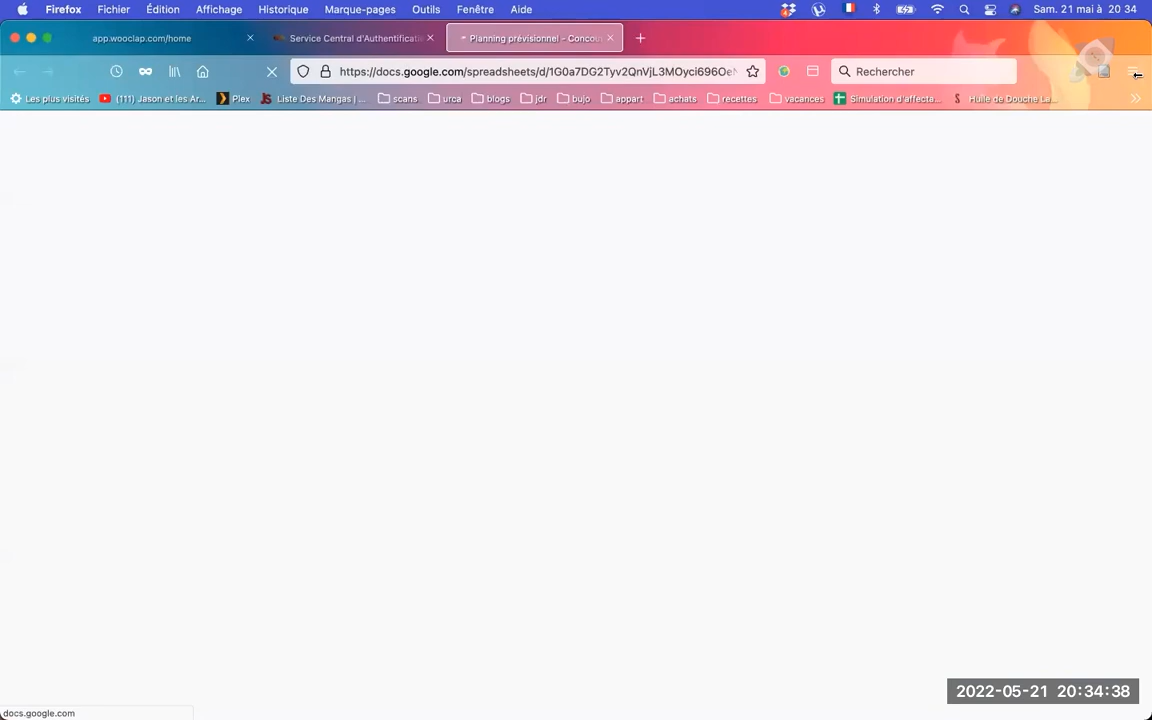 Firefox Fichier Édition Affichage Historique Marque-pages Outils Fenêtre Aide Sam. 21 mai à 20 34
app.wooclap.com/home Service Central d'Authentificati Planning prévisionnel - Concou
https://docs.google.com/spreadsheets/d/1G0a7DG2Tyv2QnVjL3MOyci696OeN Rechercher
Les plus visités (111) Jason et les Ar... Plex Liste Des Mangas | ... scans urca blogs jdr bujo appart achats recettes vacances Simulation d'affecta... Huile de Douche La...
docs.google.com
2022-05-21 20:34:38